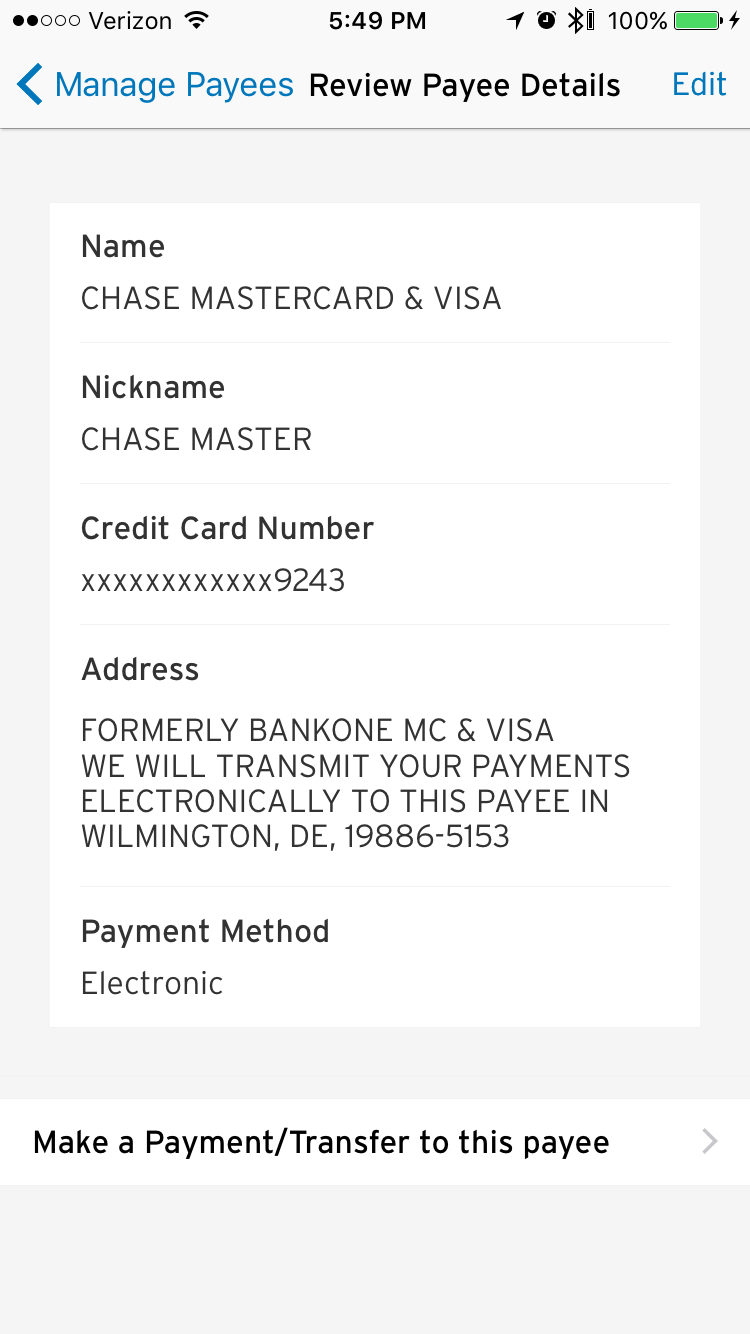 Verizon 5:49 PM 100%
Manage Payees Review Payee Details Edit
Name
CHASE MASTERCARD & VISA
Nickname
CHASE MASTER
Credit Card Number
xxxxxxxxxxxx9243
Address
FORMERLY BANKONE MC & VISA
WE WILL TRANSMIT YOUR PAYMENTS
ELECTRONICALLY TO THIS PAYEE IN
WILMINGTON, DE, 19886-5153
Payment Method
Electronic
Make a Payment/Transfer to this payee